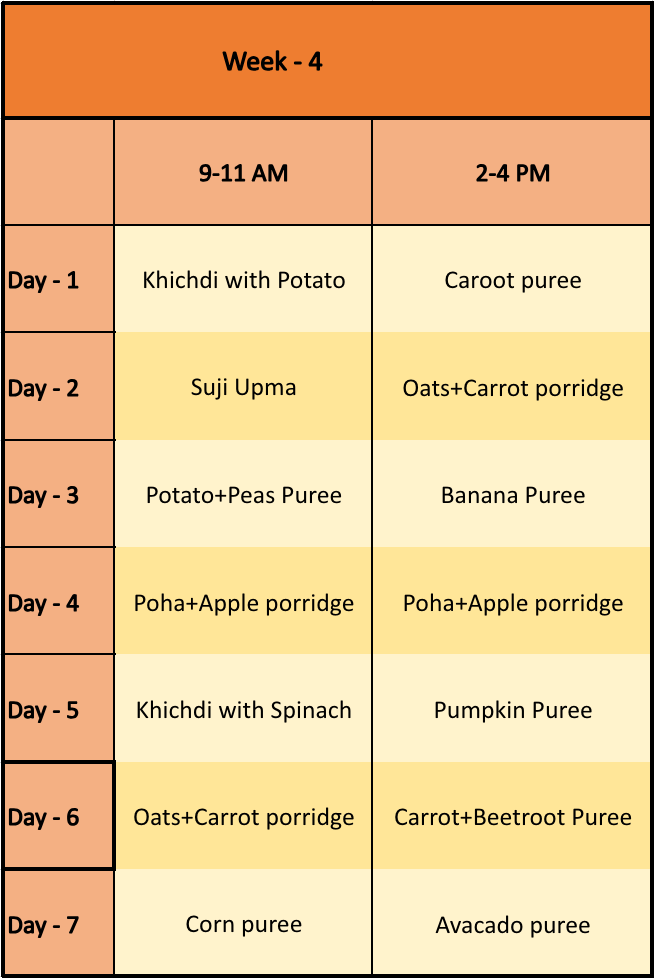 Week - 4
9-11 AM 2-4 PM
Day - 1 Khichdi with Potato Caroot puree
Day - 2 Suji Upma Oats+Carrot porridge
Day - 3 Potato+Peas Puree Banana Puree
Day - 4 Poha+Apple porridge Poha+Apple porridge
Day - 5 Khichdi with Spinach Pumpkin Puree
Day - 6 Oats+Carrot porridge Carrot+Beetroot Puree
Day - 7 Corn puree Avacado puree